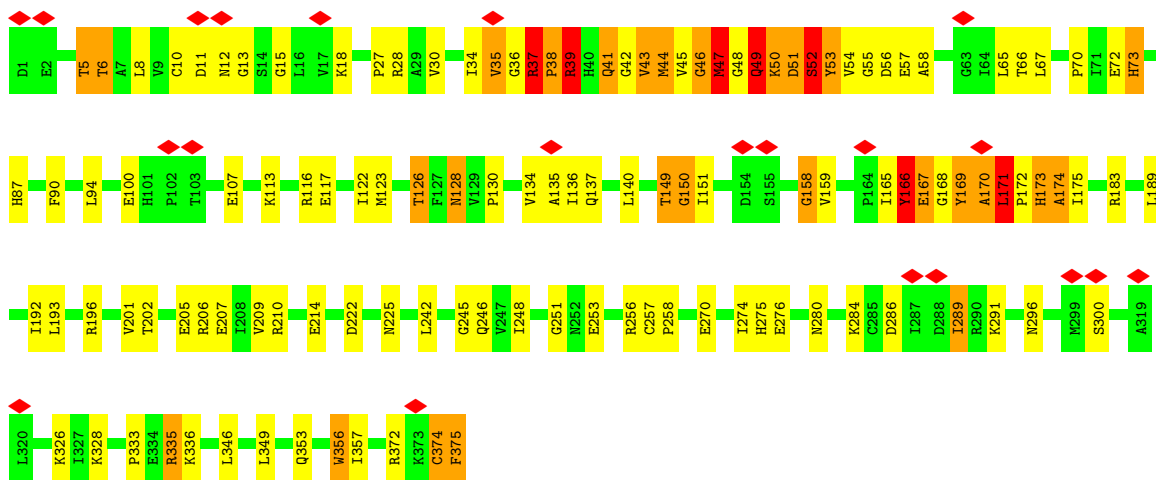 D1 E2 T5 T6 A7 L8 V9 C10 D11 N12 G13 S14 G15 L16 V17 K18 P27 R28 A29 V30 I34 V35 G36 R37 P38 R39 H40 Q41 G42 V43 M44 V45 G46 M47 G48 Q49 K50 D51 S52 Y53 V54 G55 D56 E57 A58 G63 I64 L65 T66 L67 P70 I71 E72 H73
H87 F90 L94 E100 H101 P102 T103 E107 K113 R116 E117 I122 M123 T126 F127 N128 V129 P130 V134 A135 I136 Q137 L140 T149 G150 I151 D154 S155 G158 V159 P164 I165 Y166 E167 G168 Y169 A170 L171 P172 H173 A174 I175 R183 L189
I192 L193 R196 V201 T202 E205 R206 E207 I208 V209 R210 E214 D222 N225 L242 G245 Q246 V247 I248 G251 N252 E253 R256 C257 P258 E270 I274 H275 E276 N280 K284 C285 D286 I287 D288 I289 R290 K291 N296 M299 S300 A319
L320 K326 I327 K328 P333 E334 R335 K336 L346 L349 Q353 W356 I357 R372 K373 C374 F375